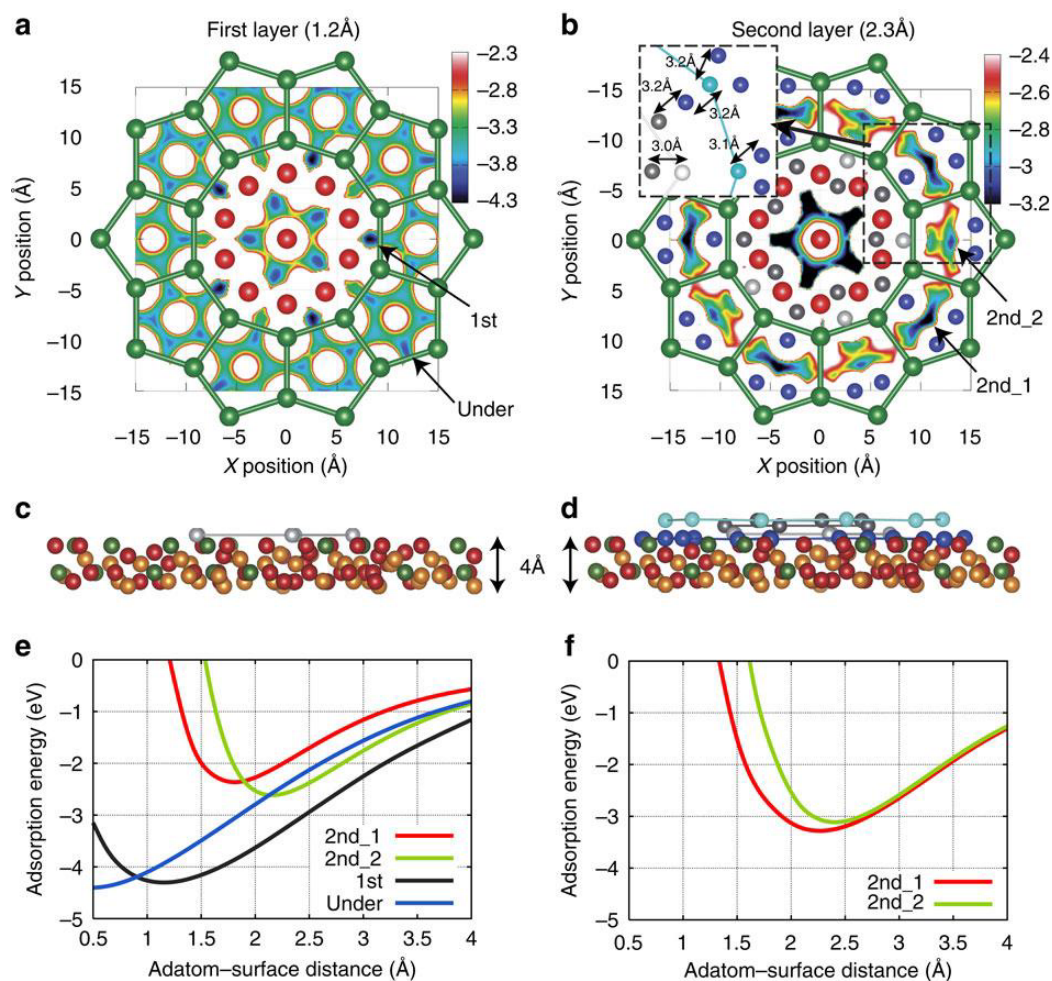 a
First layer (1.2Å)
15
10
5
0
−5
−10
−15
Y position (Å)
−2.3
−2.8
−3.3
−3.8
−4.3
1st
Under
−15 −10 −5 0 5 10 15
X position (Å)
b
Second layer (2.3Å)
−15
−10
−5
0
5
10
15
Y position (Å)
3.2Å
3.2Å
3.2Å
3.1Å
3.0Å
−2.4
−2.6
−2.8
−3
−3.2
2nd_2
2nd_1
−15 −10 −5 0 5 10 15
X position (Å)
c
4Å
d
e
0
−1
−2
−3
−4
−5
Adsorption energy (eV)
2nd_1
2nd_2
1st
Under
0.5 1 1.5 2 2.5 3 3.5 4
Adatom–surface distance (Å)
f
0
−1
−2
−3
−4
−5
Adsorption energy (eV)
2nd_1
2nd_2
0.5 1 1.5 2 2.5 3 3.5 4
Adatom–surface distance (Å)